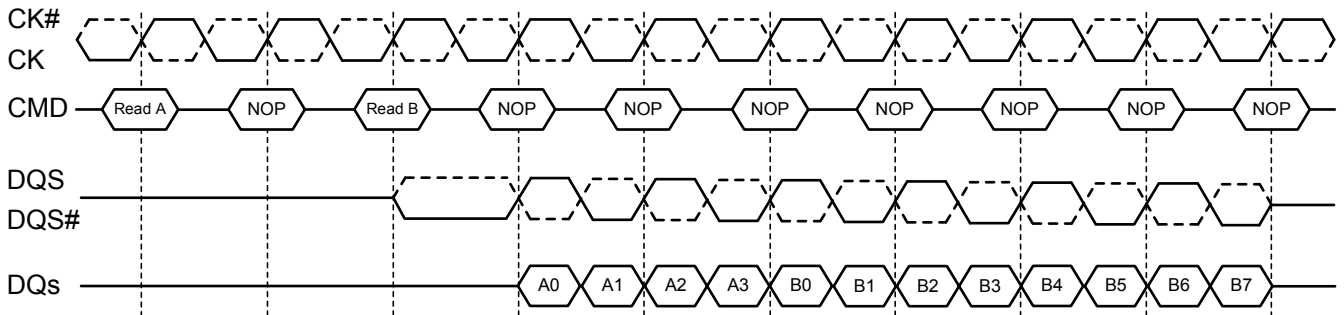 CK#
CK
CMD Read A NOP Read B NOP NOP NOP NOP NOP NOP NOP
DQS
DQS#
DQs A0 A1 A2 A3 B0 B1 B2 B3 B4 B5 B6 B7